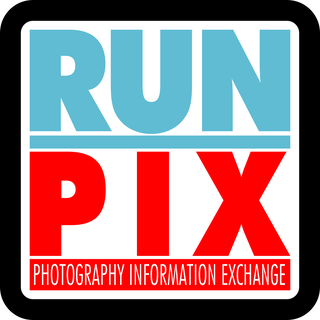 RUN
PIX
PHOTOGRAPHY INFORMATION EXCHANGE